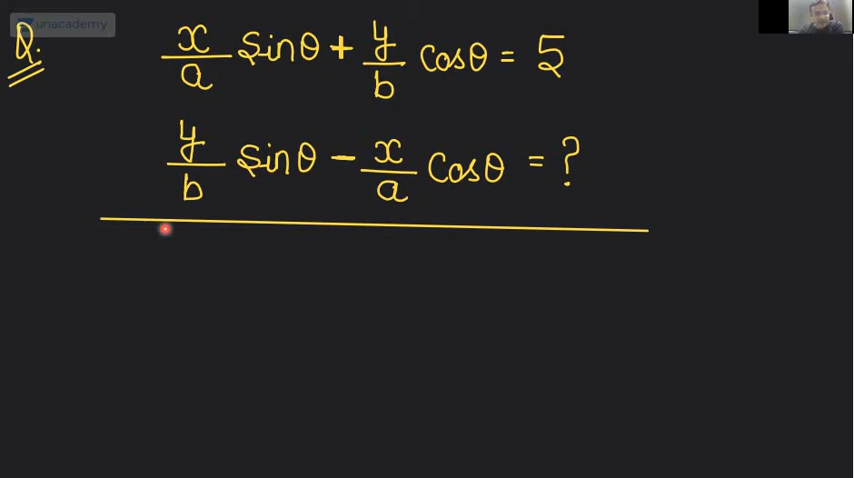 unacademy
Q. x/a sinθ + y/b cosθ = 5
y/b sinθ - x/a cosθ = ?